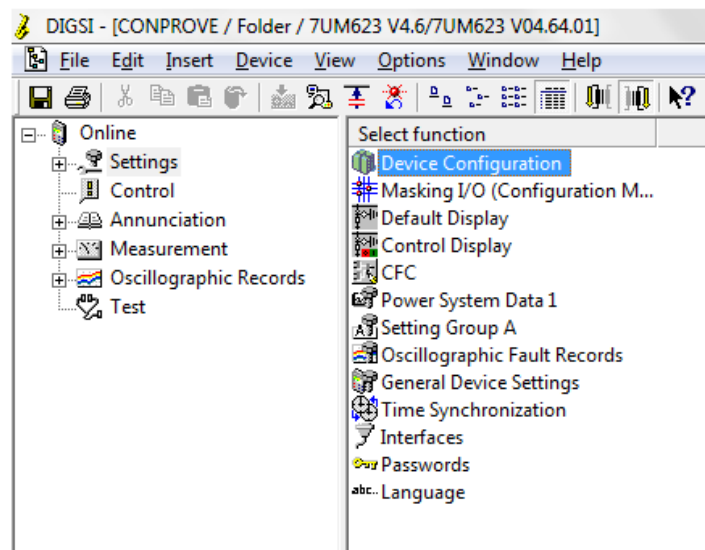 DIGSI - [CONPROVE / Folder / 7UM623 V4.6/7UM623 V04.64.01]
File Edit Insert Device View Options Window Help
Online
Settings
Control
Annunciation
Measurement
Oscillographic Records
Test
Select function
Device Configuration
Masking I/O (Configuration M...
Default Display
Control Display
CFC
Power System Data 1
Setting Group A
Oscillographic Fault Records
General Device Settings
Time Synchronization
Interfaces
Passwords
abc.. Language